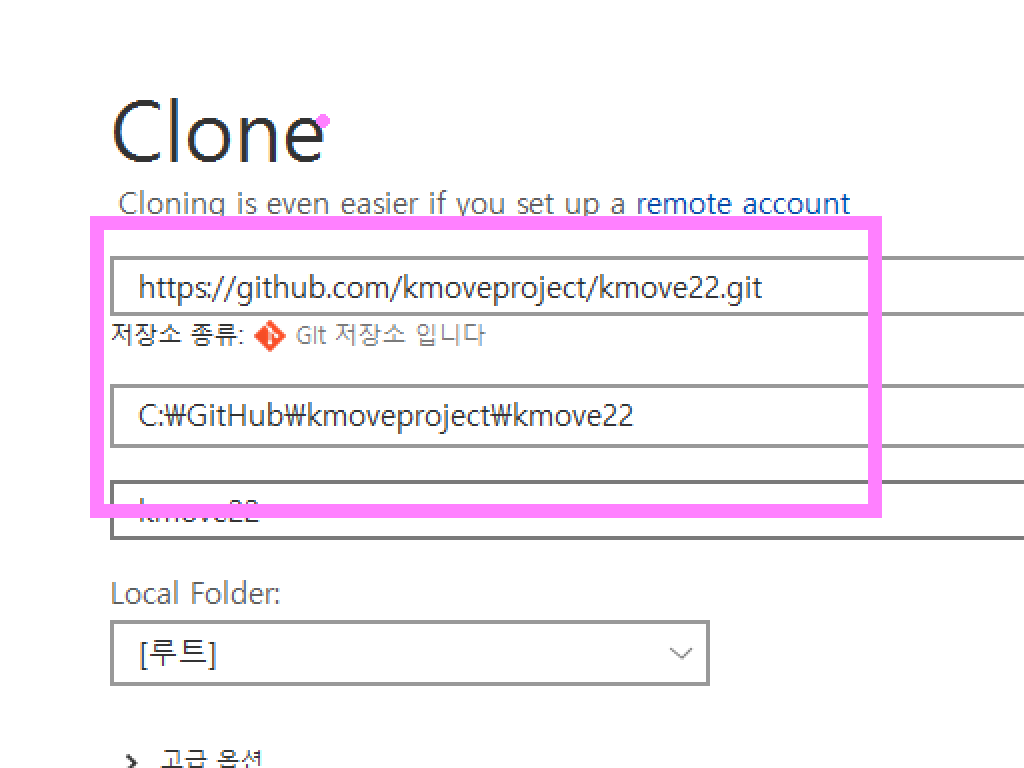 Clone
Cloning is even easier if you set up a remote account
https://github.com/kmoveproject/kmove22.git
저장소 종류: Git 저장소 입니다
C:₩GitHub₩kmoveproject₩kmove22
kmove22
Local Folder:
[루트]
고급 옵션